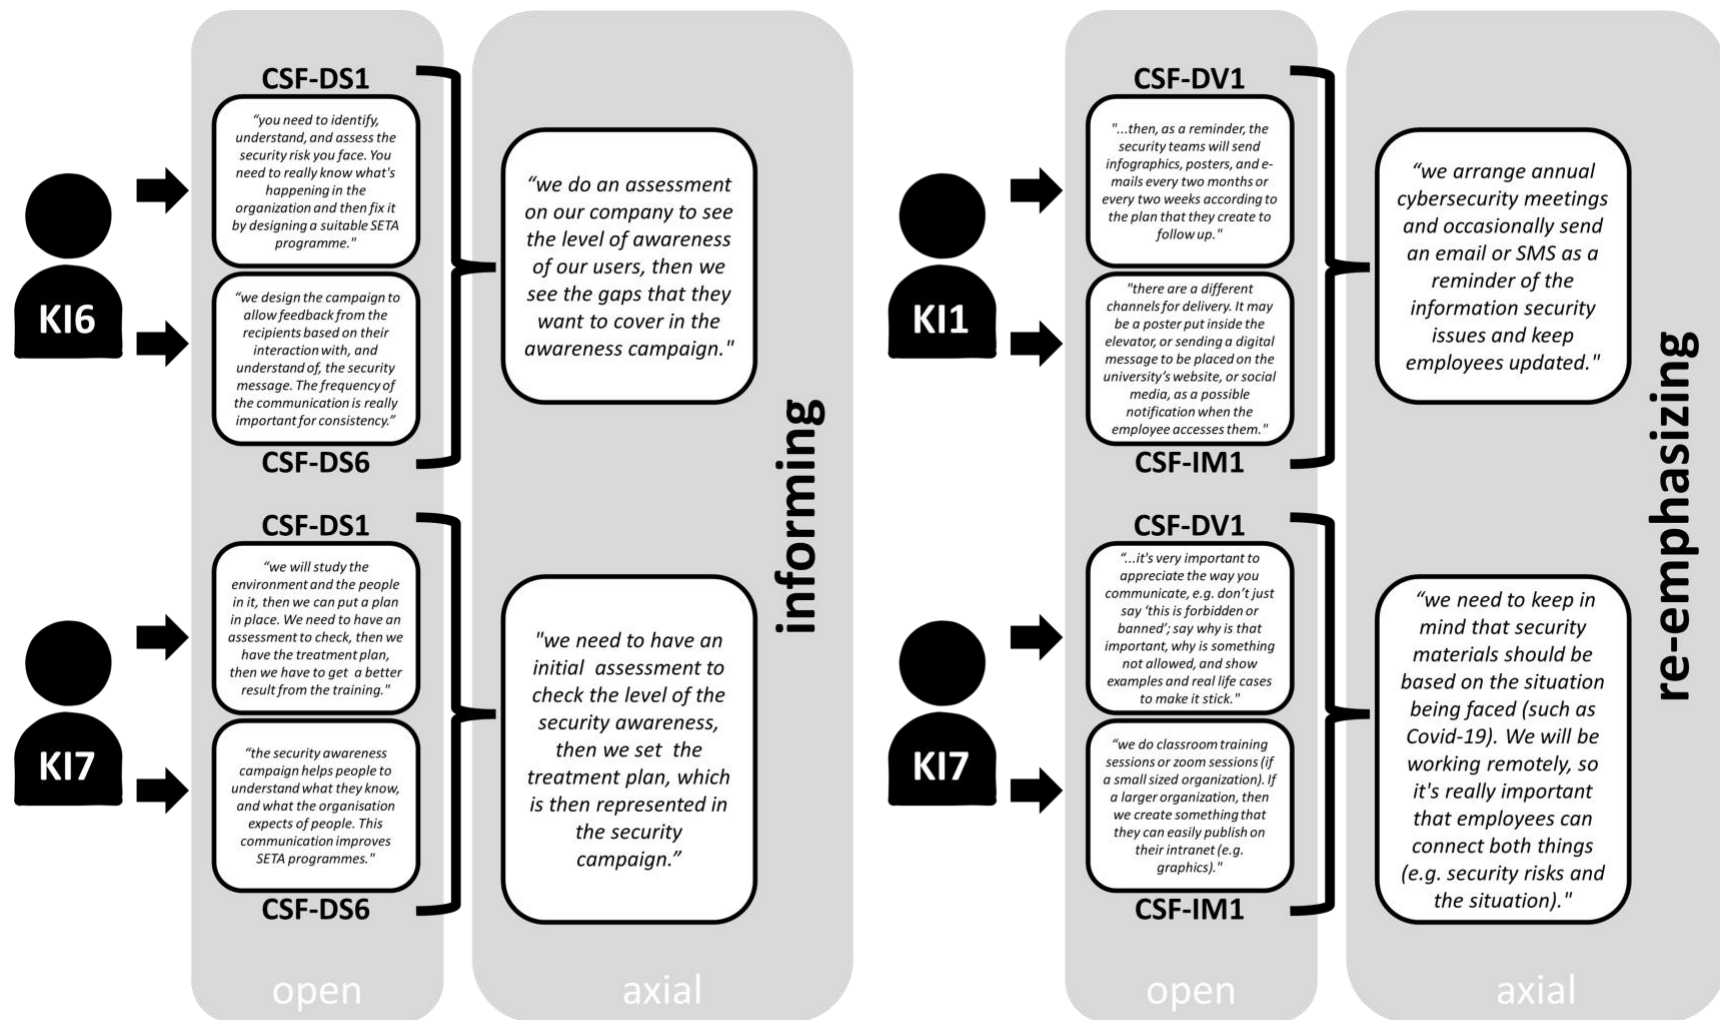 CSF-DS1
“you need to identify,
understand, and assess the
security risk you face. You
need to really know what's
happening in the
organization and then fix it
by designing a suitable SETA
programme."
KI6
“we design the campaign to
allow feedback from the
recipients based on their
interaction with, and
understand of, the security
message. The frequency of
the communication is really
important for consistency.”
CSF-DS6
“we do an assessment
on our company to see
the level of awareness
of our users, then we
see the gaps that they
want to cover in the
awareness campaign."
CSF-DS1
“we will study the
environment and the people
in it, then we can put a plan
in place. We need to have an
assessment to check, then we
have the treatment plan,
then we have to get a better
result from the training."
KI7
“the security awareness
campaign helps people to
understand what they know,
and what the organisation
expects of people. This
communication improves
SETA programmes."
CSF-DS6
"we need to have an
initial assessment to
check the level of the
security awareness,
then we set the
treatment plan, which
is then represented in
the security
campaign.”
informing
open
axial
CSF-DV1
"...then, as a reminder, the
security teams will send
infographics, posters, and e-
mails every two months or
every two weeks according to
the plan that they create to
follow up."
KI1
"there are a different
channels for delivery. It may
be a poster put inside the
elevator, or sending a digital
message to be placed on the
university’s website, or social
media, as a possible
notification when the
employee accesses them."
CSF-IM1
“we arrange annual
cybersecurity meetings
and occasionally send
an email or SMS as a
reminder of the
information security
issues and keep
employees updated."
CSF-DV1
“...it's very important to
appreciate the way you
communicate, e.g. don’t just
say ‘this is forbidden or
banned’; say why is that
important, why is something
not allowed, and show
examples and real life cases
to make it stick."
KI7
“we do classroom training
sessions or zoom sessions (if
a small sized organization). If
a larger organization, then
we create something that
they can easily publish on
their intranet (e.g.
graphics)."
CSF-IM1
“we need to keep in
mind that security
materials should be
based on the situation
being faced (such as
Covid-19). We will be
working remotely, so
it's really important
that employees can
connect both things
(e.g. security risks and
the situation)."
re-emphasizing
open
axial